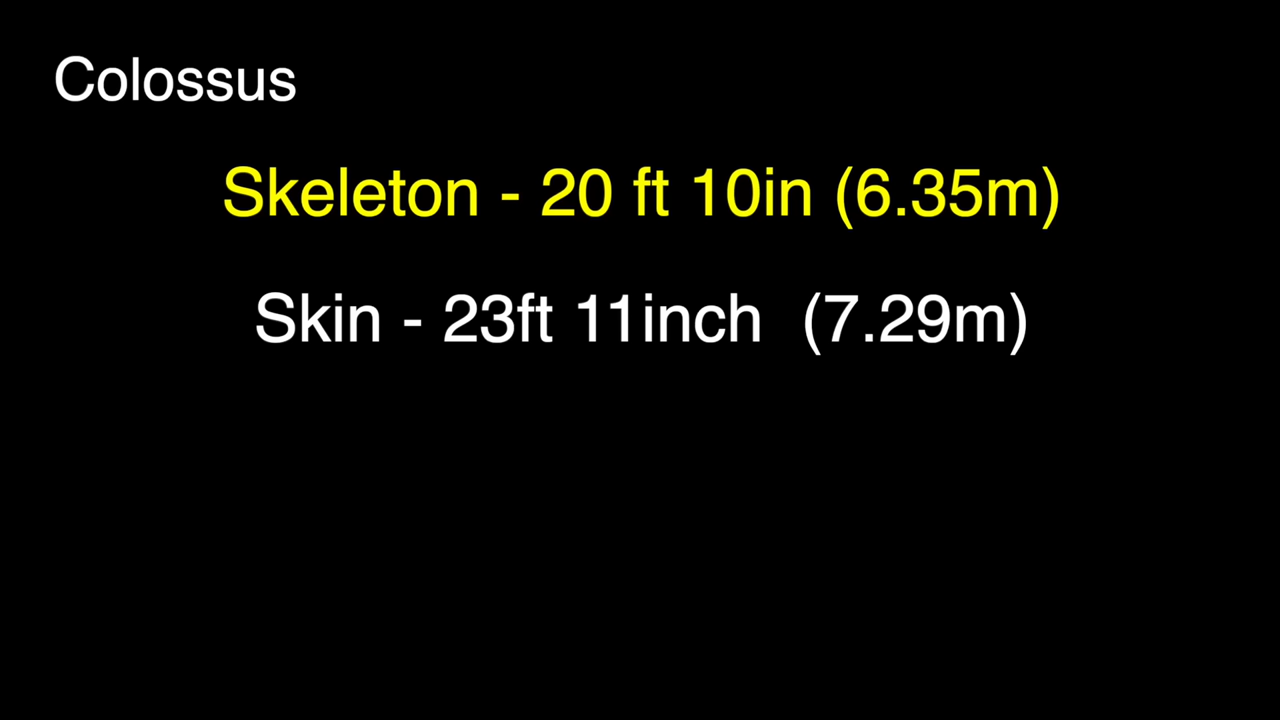 Colossus
Skeleton - 20 ft 10in (6.35m)
Skin - 23ft 11inch  (7.29m)